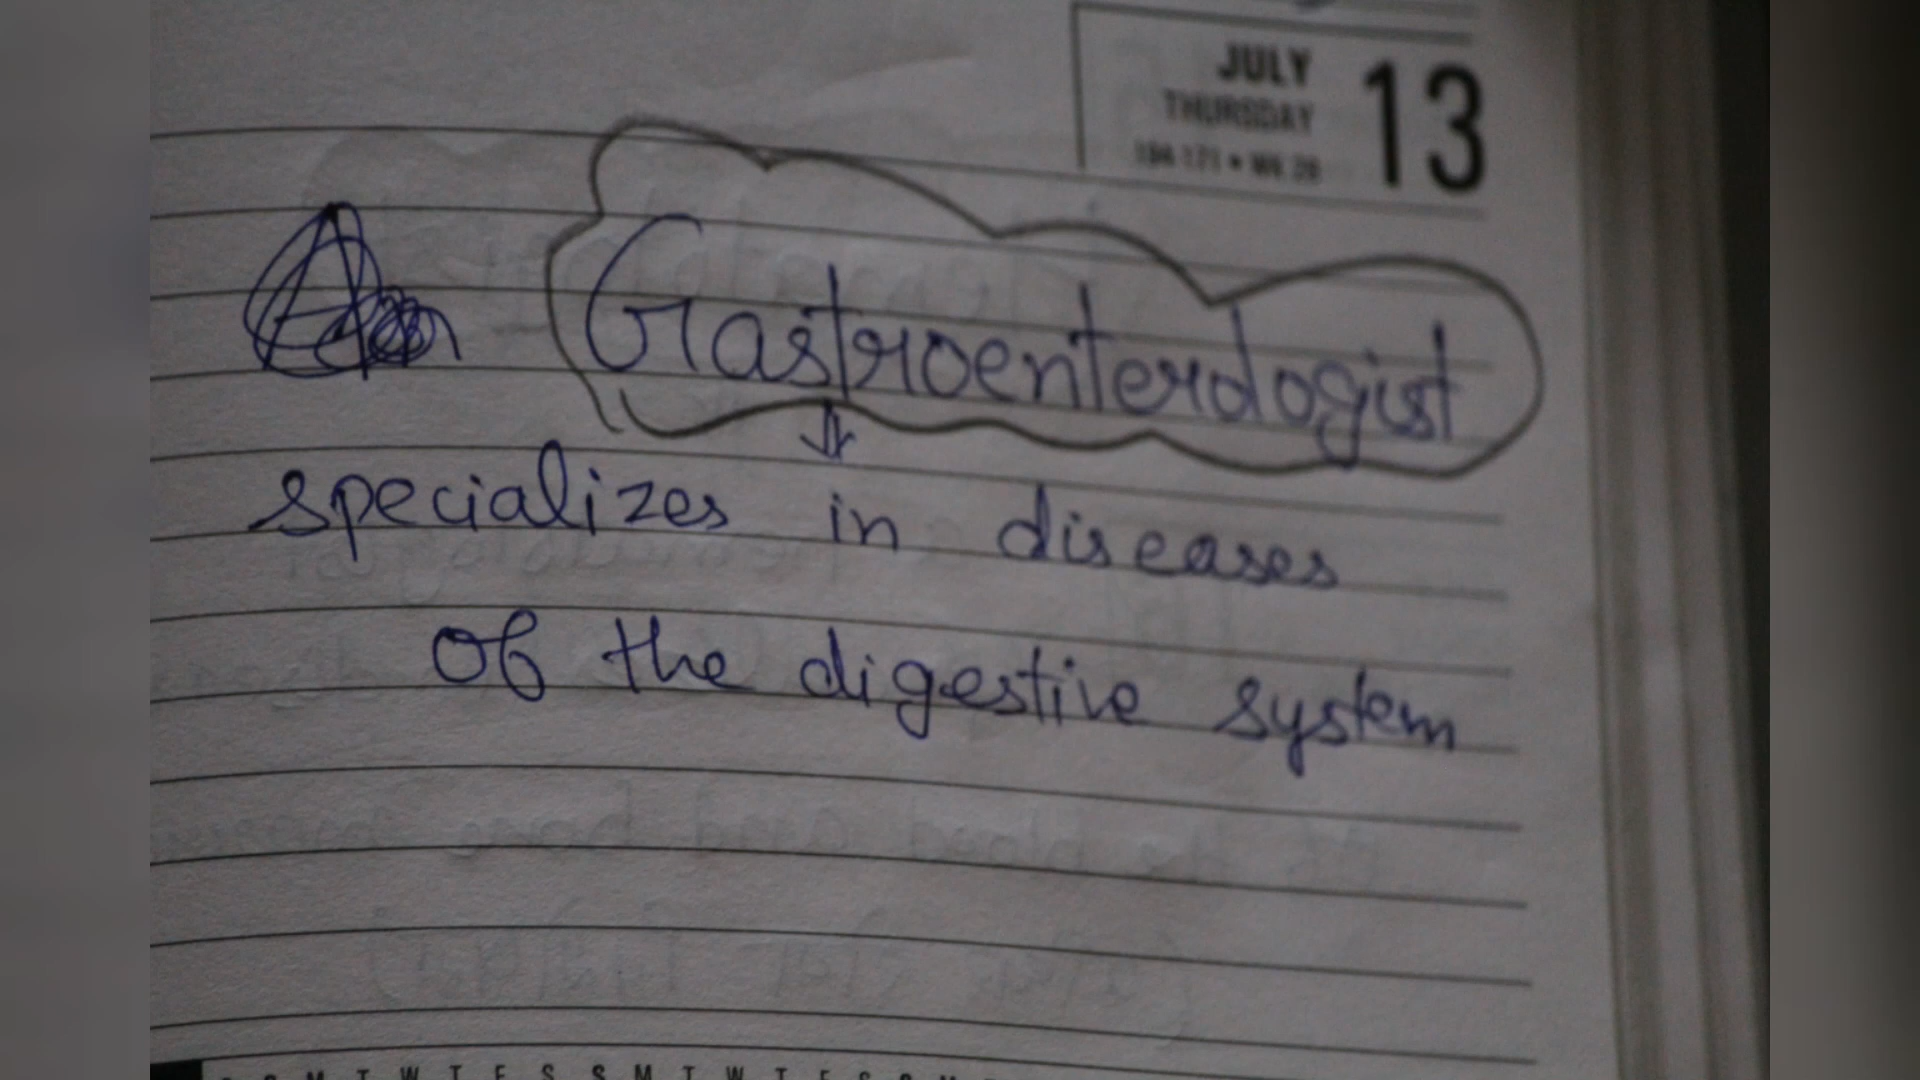 JULY
THURSDAY
13
Gastroenterologist
specializes in diseases
of the digestive system
M T W T F S S M T W T F S